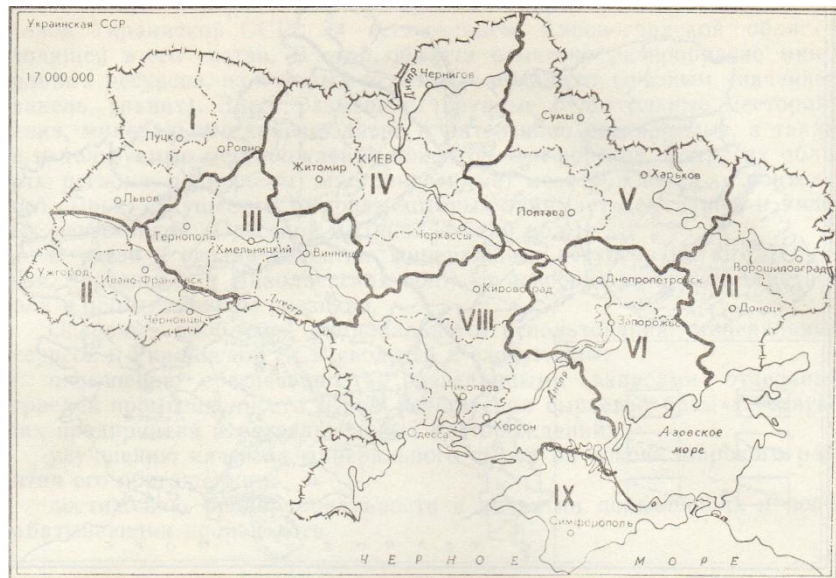 Украинская ССР
17 000 000
Днепр
Чернигов
Сумы
I
Луцк
Ровно
КИЕВ
Житомир
IV
Харьков
V
Львов
III
Полтава
Тернополь
Хмельницкий
Черкассы
Винница
Ужгород
II
Ивано-Франковск
Ворошиловград
Кировоград
Днепропетровск
VII
Черновцы
Днестр
VIII
Запорожье
Донецк
VI
Николаев
Днепр
Херсон
Одесса
Азовское
море
IX
Симферополь
ЧЕРНОЕ МОРЕ